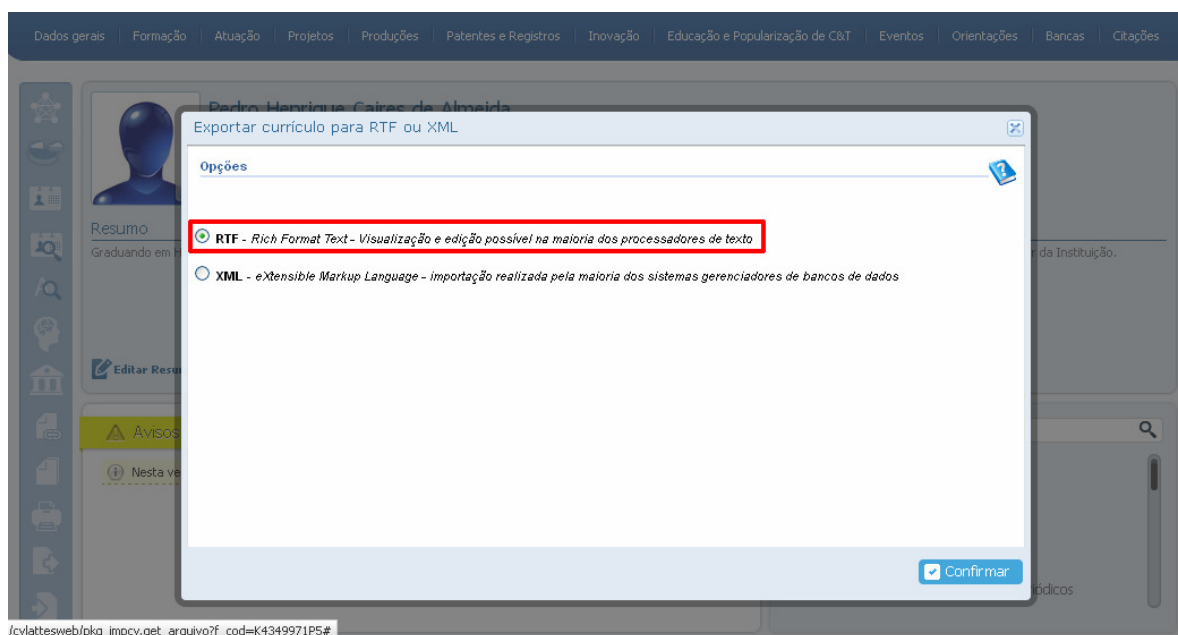 Dados gerais Formação Atuação Projetos Produções Patentes e Registros Inovação Educação e Popularização de C&T Eventos Orientações Bancas Citações
Pedro Henrique Caires de Almeida
Exportar currículo para RTF ou XML
Opções
Resumo
RTF - Rich Format Text - Visualização e edição possível na maioria dos processadores de texto
Graduando em H
r da Instituição.
XML - eXtensible Markup Language - importação realizada pela maioria dos sistemas gerenciadores de bancos de dados
Editar Resu
Avisos
Nesta ve
Confirmar
iódicos
/cvlattesweb/pkg_impcv.get_arquivo?f_cod=K4349971P5#